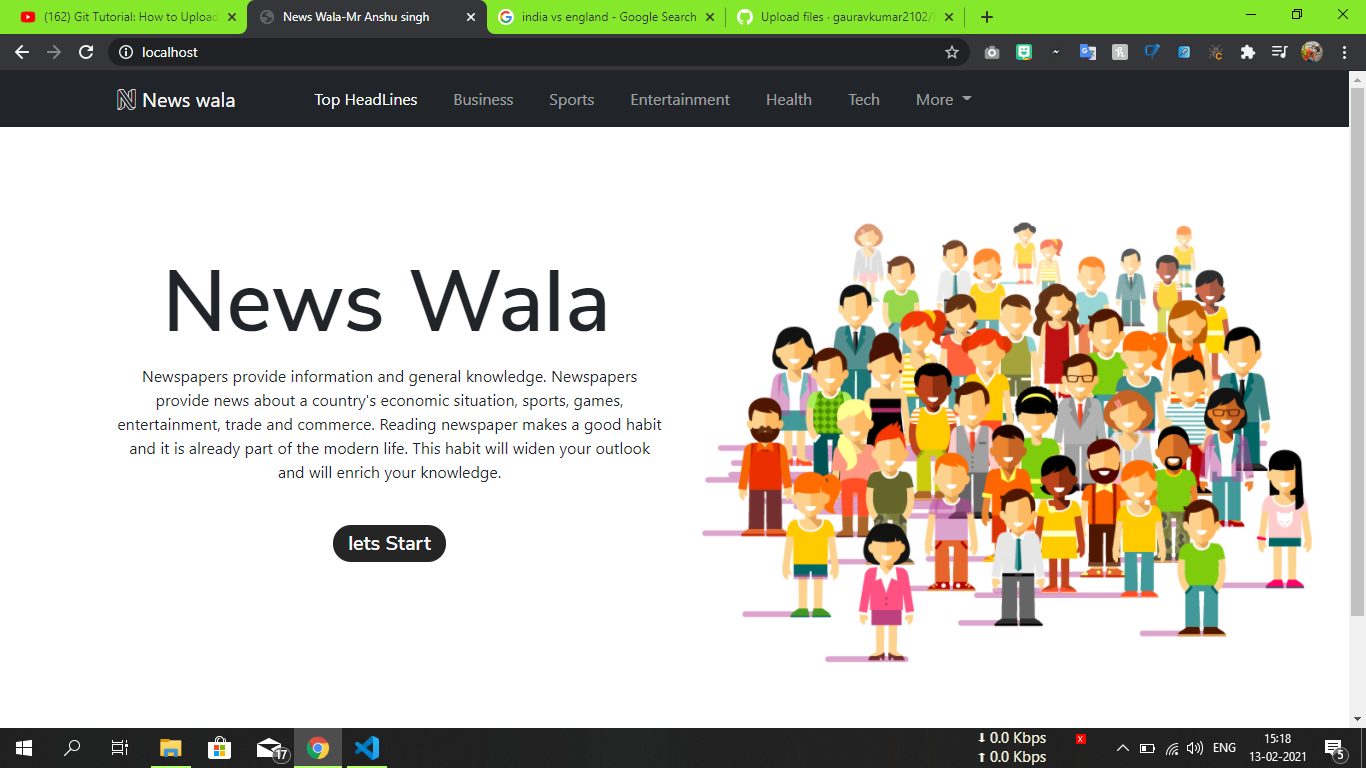 (162) Git Tutorial: How to Upload
News Wala-Mr Anshu singh
india vs england - Google Search
Upload files · gauravkumar2102/
localhost
News wala
Top HeadLines
Business
Sports
Entertainment
Health
Tech
More
News Wala
Newspapers provide information and general knowledge. Newspapers
provide news about a country's economic situation, sports, games,
entertainment, trade and commerce. Reading newspaper makes a good habit
and it is already part of the modern life. This habit will widen your outlook
and will enrich your knowledge.
lets Start
17
0.0 Kbps
0.0 Kbps
ENG
15:18
13-02-2021
5